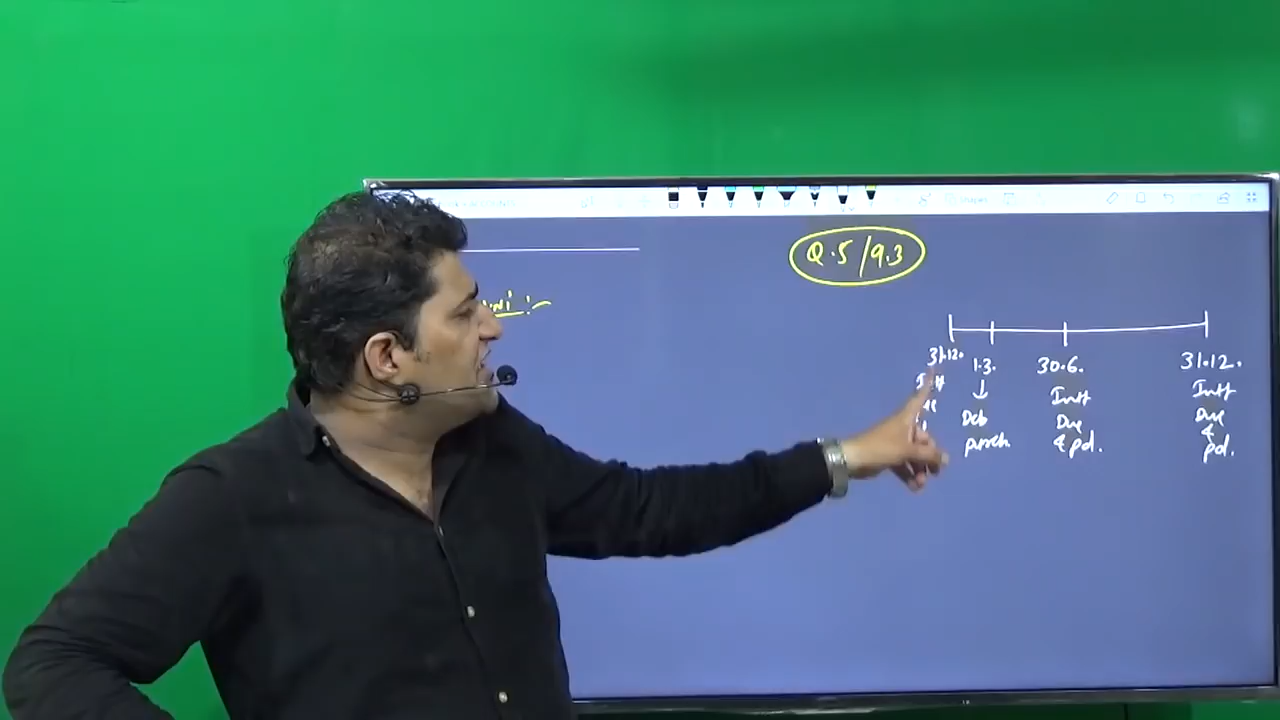 Shapes
Q.5/9.3
31.12. 1.3. 30.6. 31.12.
↓ Intt Intt
Deb Due Due
Purch. & pd. & pd.